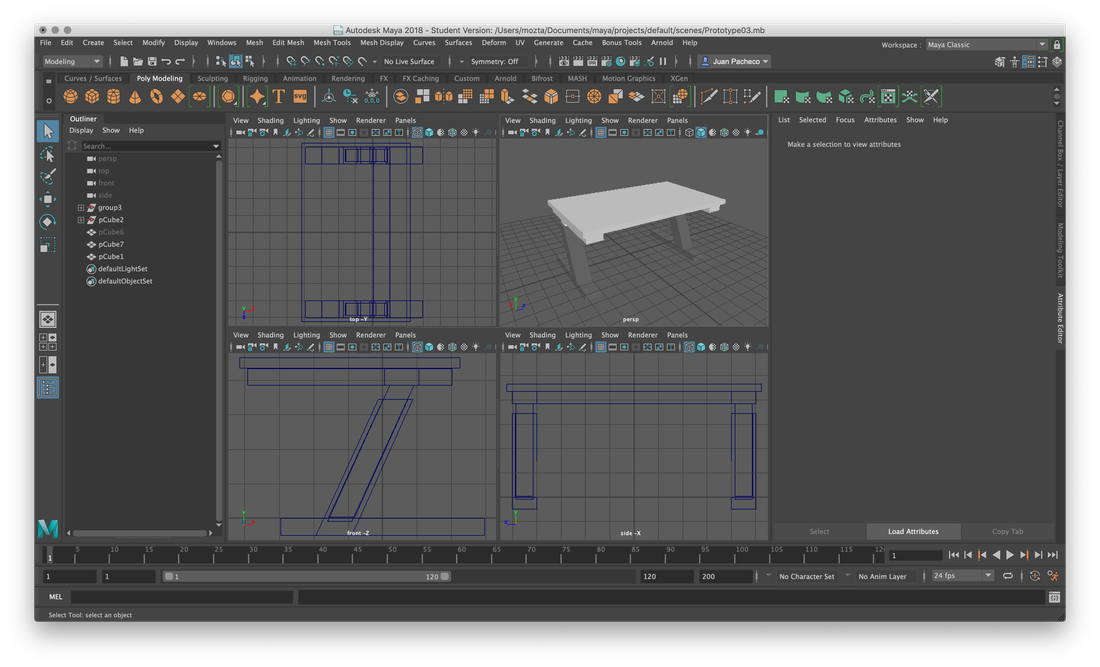 Autodesk Maya 2018 - Student Version: /Users/mozta/Documents/maya/projects/default/scenes/Prototype03.mb
File Edit Create Select Modify Display Windows Mesh Edit Mesh Mesh Tools Mesh Display Curves Surfaces Deform UV Generate Cache Bonus Tools Arnold Help Workspace : Maya Classic
Modeling No Live Surface Symmetry: Off Juan Pacheco
Curves / Surfaces Poly Modeling Sculpting Rigging Animation Rendering FX FX Caching Custom Arnold Bifrost MASH Motion Graphics XGen
T SVG 0,0,0
Outliner
Display Show Help
Search...
persp
top
front
side
group3
pCube2
pCube6
pCube7
pCube1
defaultLightSet
defaultObjectSet
View Shading Lighting Show Renderer Panels
top -Y
View Shading Lighting Show Renderer Panels
persp
View Shading Lighting Show Renderer Panels
front -Z
View Shading Lighting Show Renderer Panels
side -X
List Selected Focus Attributes Show Help
Make a selection to view attributes
Select Load Attributes Copy Tab
Channel Box / Layer Editor
Modeling Toolkit
Attribute Editor
1 5 10 15 20 25 30 35 40 45 50 55 60 65 70 75 80 85 90 95 100 105 110 115 12 1
1 1 1 120 120 200 No Character Set No Anim Layer 24 fps
MEL
Select Tool: select an object